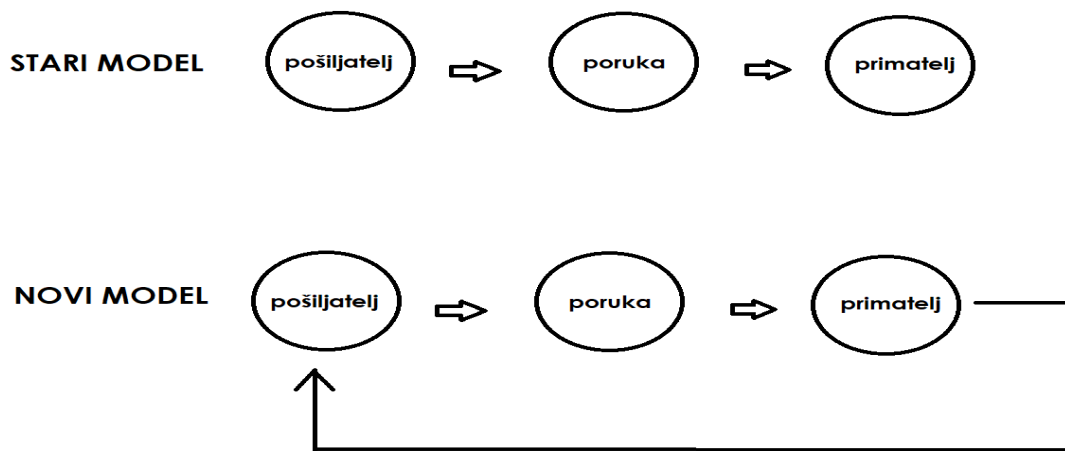 STARI MODEL
pošiljatelj
poruka
primatelj
NOVI MODEL
pošiljatelj
poruka
primatelj